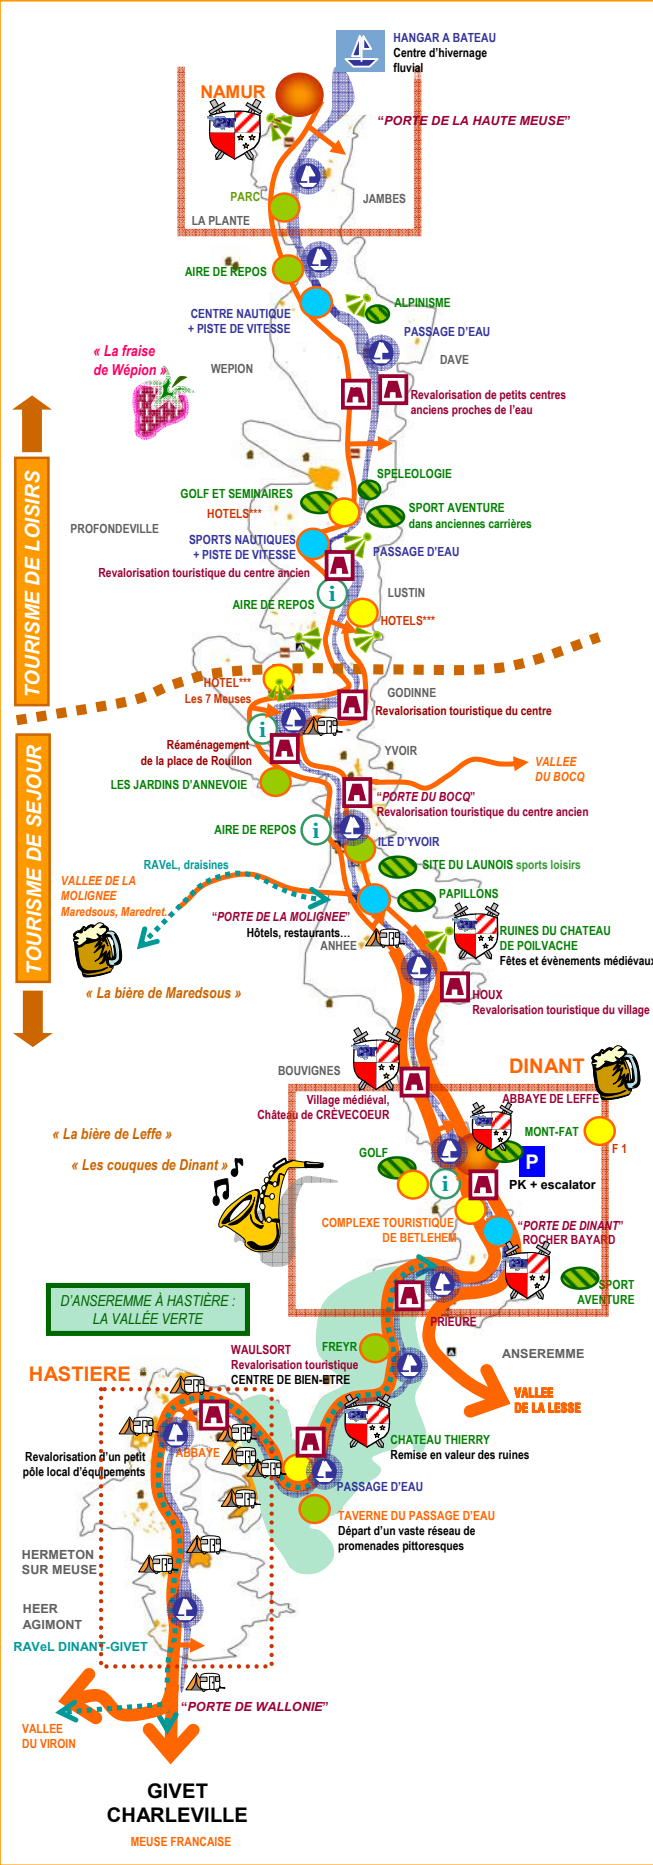 HANGAR A BATEAU
Centre d'hivernage
fluvial
NAMUR
"PORTE DE LA HAUTE MEUSE"
PARC
JAMBES
LA PLANTE
AIRE DE REPOS
ALPINISME
CENTRE NAUTIQUE
+ PISTE DE VITESSE
PASSAGE D'EAU
« La fraise
de Wépion »
WEPION
DAVE
Revalorisation de petits centres
anciens proches de l'eau
TOURISME DE LOISIRS
SPELEOLOGIE
GOLF ET SEMINAIRES
HOTELS***
SPORT AVENTURE
dans anciennes carrières
PROFONDEVILLE
SPORTS NAUTIQUES
+ PISTE DE VITESSE
PASSAGE D'EAU
Revalorisation touristique du centre ancien
i
LUSTIN
AIRE DE REPOS
HOTELS***
HOTEL***
Les 7 Meuses
GODINNE
Revalorisation touristique du centre
i
Réaménagement
de la place de Rouillon
YVOIR
VALLEE
DU BOCQ
TOURISME DE SEJOUR
LES JARDINS D'ANNEVOIE
"PORTE DU BOCQ"
Revalorisation touristique du centre ancien
AIRE DE REPOS
i
ILE D'YVOIR
RAVeL, draisines
SITE DU LAUNOIS sports loisirs
VALLEE DE LA
MOLIGNEE
Maredsous, Maredret...
PAPILLONS
"PORTE DE LA MOLIGNEE"
Hôtels, restaurants…
ANHEE
RUINES DU CHATEAU
DE POILVACHE
Fêtes et évènements médiévaux
« La bière de Maredsous »
HOUX
Revalorisation touristique du village
BOUVIGNES
DINANT
Village médiéval,
Château de CRÈVECOEUR
ABBAYE DE LEFFE
« La bière de Leffe »
MONT-FAT
F 1
GOLF
P
« Les couques de Dinant »
i
PK + escalator
COMPLEXE TOURISTIQUE
DE BETLEHEM
"PORTE DE DINANT"
ROCHER BAYARD
SPORT
AVENTURE
D'ANSEREMME À HASTIÈRE :
LA VALLÉE VERTE
PRIEURE
WAULSORT
Revalorisation touristique
CENTRE DE BIEN-ETRE
FREYR
ANSEREMME
HASTIERE
VALLEE
DE LA LESSE
CHATEAU THIERRY
Remise en valeur des ruines
ABBAYE
Revalorisation d'un petit
pôle local d'équipements
PASSAGE D'EAU
TAVERNE DU PASSAGE D'EAU
Départ d'un vaste réseau de
promenades pittoresques
HERMETON
SUR MEUSE
HEER
AGIMONT
RAVeL DINANT-GIVET
"PORTE DE WALLONIE"
VALLEE
DU VIROIN
GIVET
CHARLEVILLE
MEUSE FRANCAISE